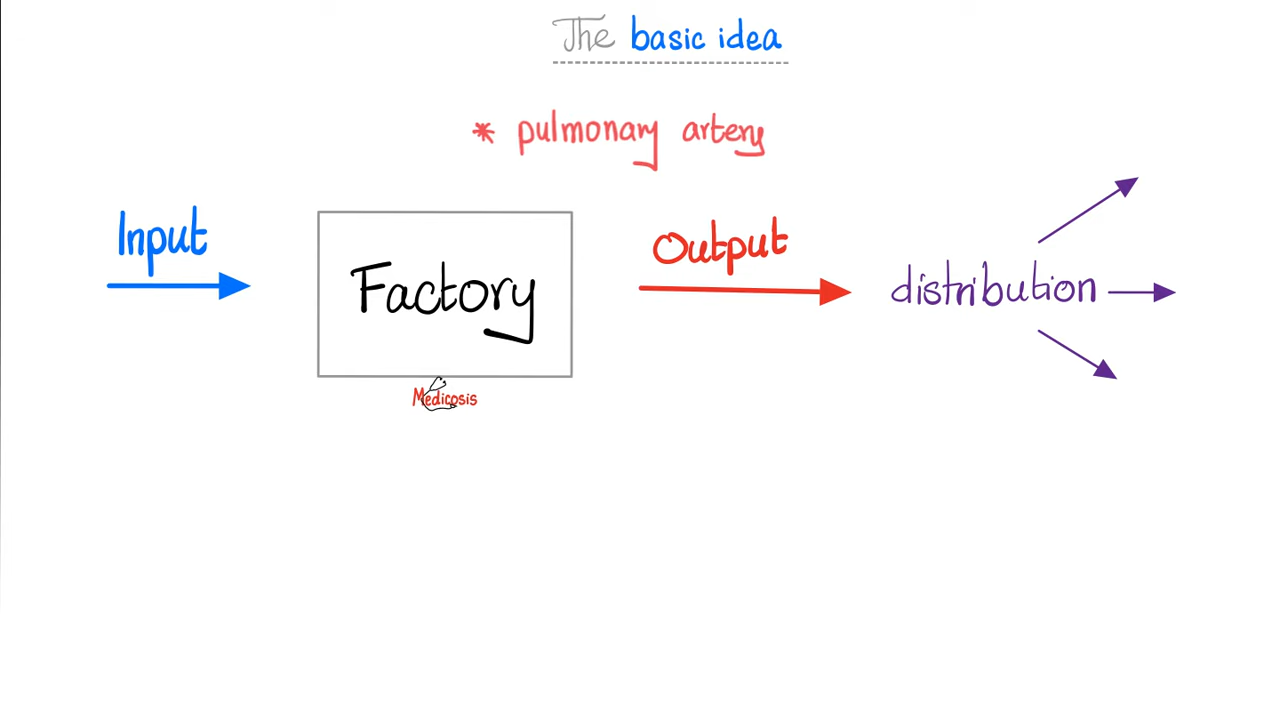 The basic idea
* pulmonary artery
Input
Factory
Output
distribution
Medicosis